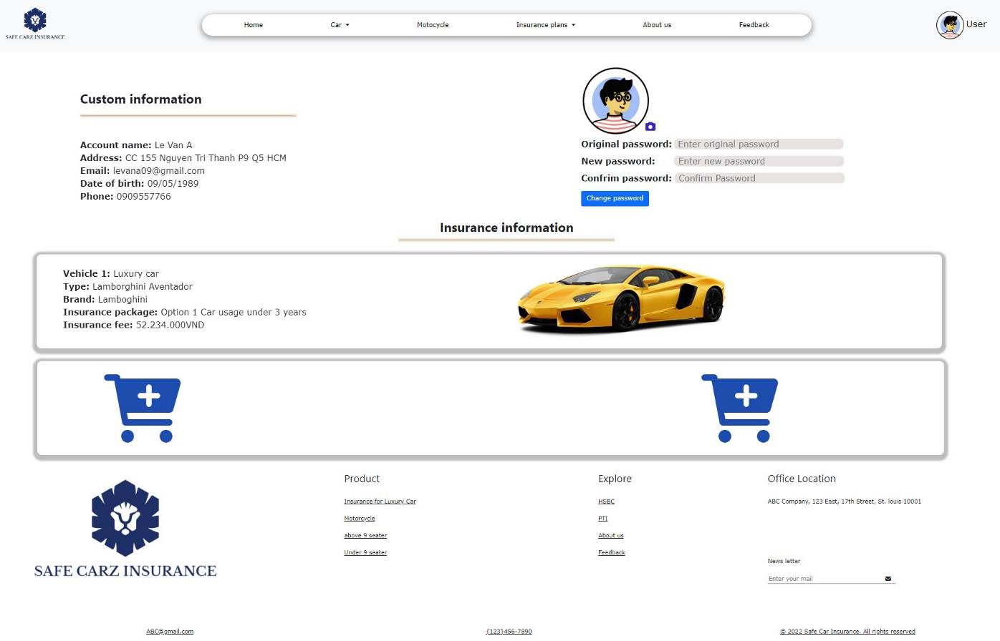 SAFE CARZ INSURANCE
Home
Car
Motocycle
Insurance plans
About us
Feedback
User
Custom information
Account name: Le Van A
Address: CC 155 Nguyen Tri Thanh P9 Q5 HCM
Email: levana09@gmail.com
Date of birth: 09/05/1989
Phone: 0909557766
Original password: Enter original password
New password: Enter new password
Confrim password: Confirm Password
Change password
Insurance information
Vehicle 1: Luxury car
Type: Lamborghini Aventador
Brand: Lamboghini
Insurance package: Option 1 Car usage under 3 years
Insurance fee: 52.234.000VND
SAFE CARZ INSURANCE
Product
Insurance for Luxury Car
Motorcycle
above 9 seater
Under 9 seater
Explore
HSBC
PTI
About us
Feedback
Office Location
ABC Company, 123 East, 17th Street, St. louis 10001
News letter
Enter your mail
ABC@gmail.com
(123)456-7890
© 2022 Safe Car Insurance. All rights reserved